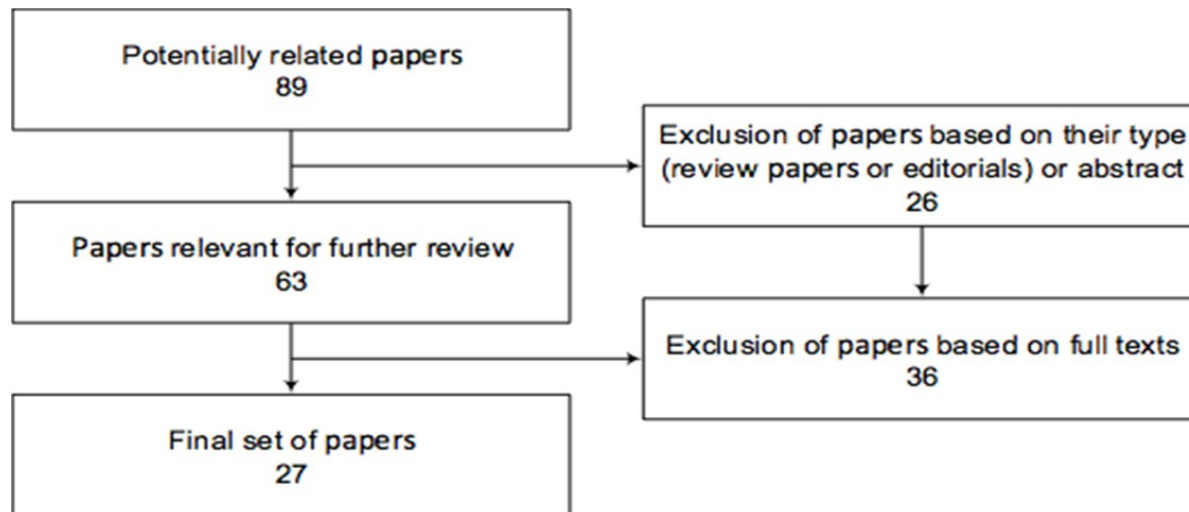 Potentially related papers
89
Exclusion of papers based on their type
(review papers or editorials) or abstract
26
Papers relevant for further review
63
Exclusion of papers based on full texts
36
Final set of papers
27